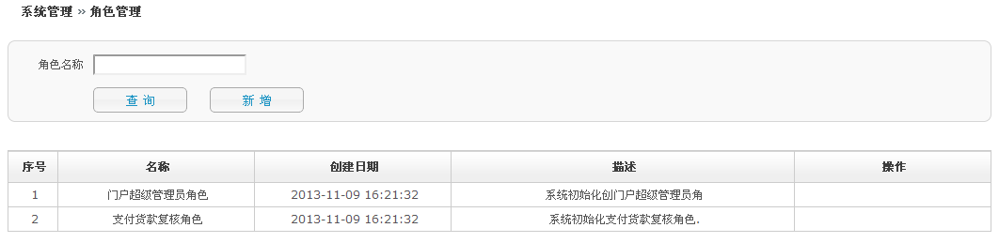 系统管理 » 角色管理
角色名称
查 询 新 增
序号 名称 创建日期 描述 操作
1 门户超级管理员角色 2013-11-09 16:21:32 系统初始化创门户超级管理员角
2 支付货款复核角色 2013-11-09 16:21:32 系统初始化支付货款复核角色.